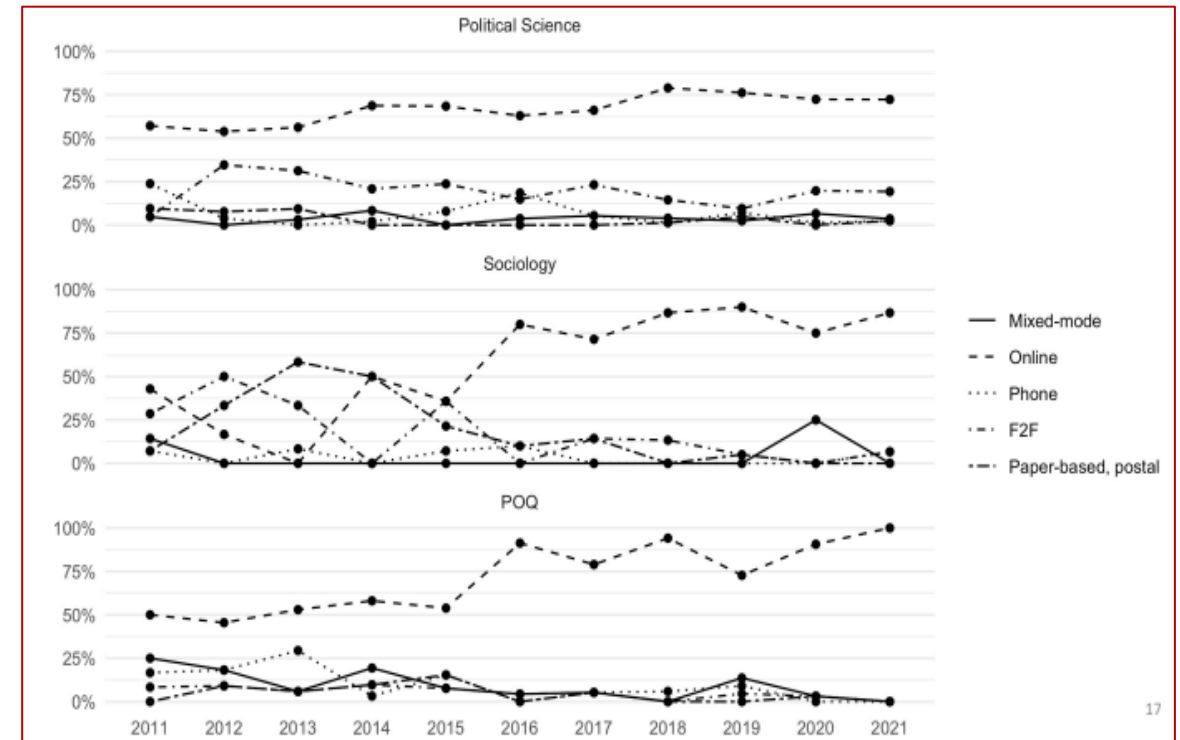 Political Science
100%
75%
50%
25%
0%
Sociology
100%
75%
50%
25%
0%
Mixed-mode
Online
Phone
F2F
Paper-based, postal
POQ
100%
75%
50%
25%
0%
2011 2012 2013 2014 2015 2016 2017 2018 2019 2020 2021
17